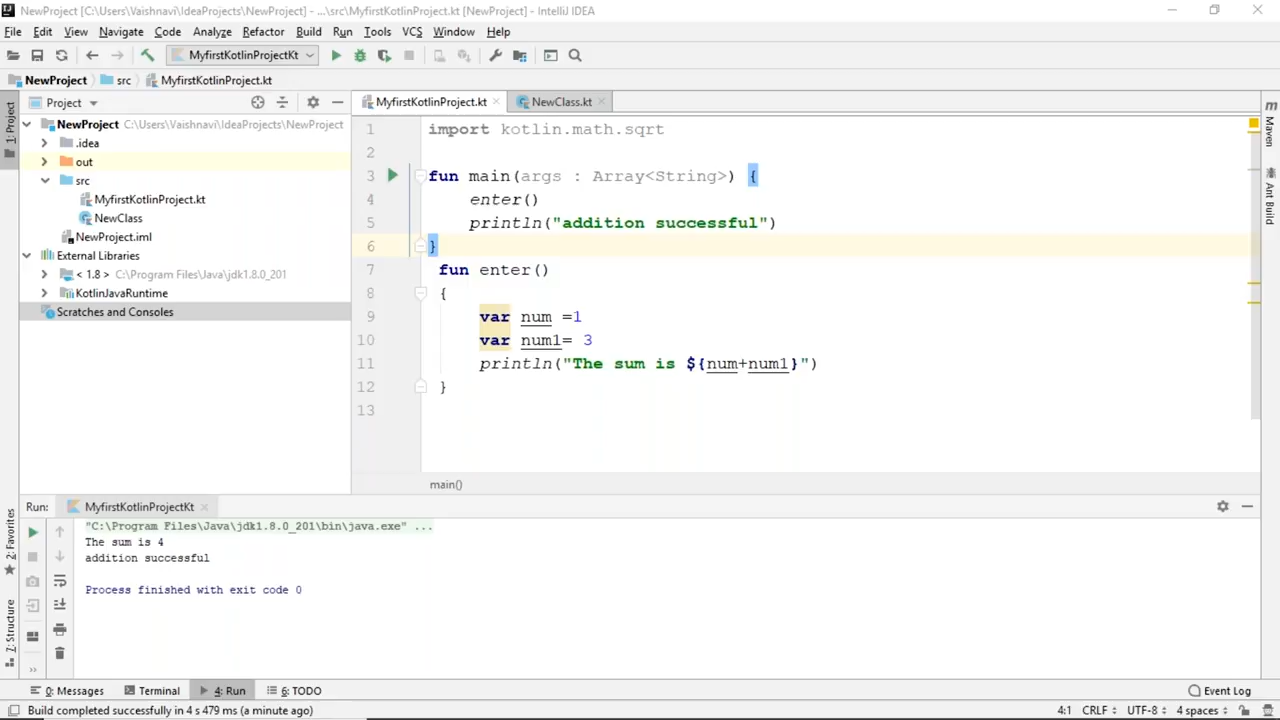 NewProject [C:\Users\Vaishnavi\IdeaProjects\NewProject] - ...\src\MyfirstKotlinProject.kt [NewProject] - IntelliJ IDEA
File Edit View Navigate Code Analyze Refactor Build Run Tools VCS Window Help
MyfirstKotlinProjectKt
NewProject src MyfirstKotlinProject.kt
1: Project
Project
NewProject C:\Users\Vaishnavi\IdeaProjects\NewProject
.idea
out
src
MyfirstKotlinProject.kt
NewClass
NewProject.iml
External Libraries
< 1.8 > C:\Program Files\Java\jdk1.8.0_201
KotlinJavaRuntime
Scratches and Consoles
MyfirstKotlinProject.kt NewClass.kt
1 import kotlin.math.sqrt
2
3 fun main(args : Array<String>) {
4 enter()
5 println("addition successful")
6 }
7 fun enter()
8 {
9 var num =1
10 var num1= 3
11 println("The sum is ${num+num1}")
12 }
13
main()
Maven
Ant Build
Run: MyfirstKotlinProjectKt
"C:\Program Files\Java\jdk1.8.0_201\bin\java.exe" ...
The sum is 4
addition successful
Process finished with exit code 0
2: Favorites
7: Structure
0: Messages Terminal 4: Run 6: TODO Event Log
Build completed successfully in 4 s 479 ms (a minute ago) 4:1 CRLF UTF-8 4 spaces